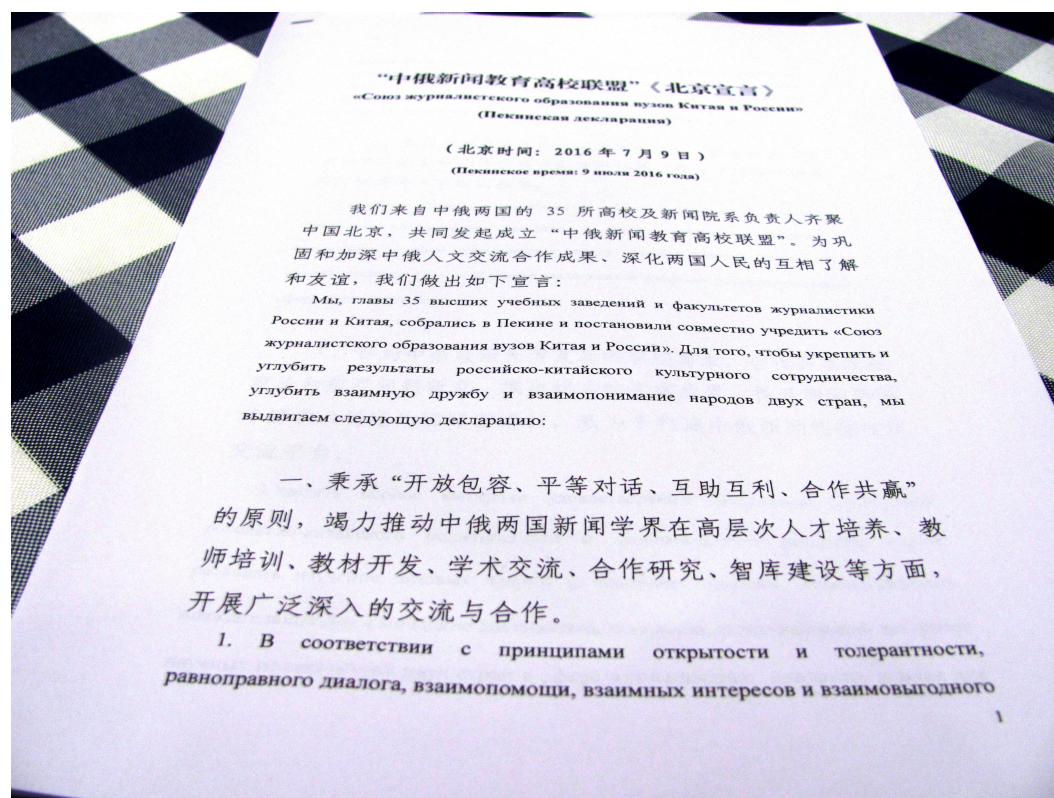 “中俄新闻教育高校联盟”《北京宣言》
«Союз журналистского образования вузов Китая и России»
(Пекинская декларация)
（北京时间：2016 年 7 月 9 日）
(Пекинское время: 9 июля 2016 года)
我们来自中俄两国的 35 所高校及新闻院系负责人齐聚
中国北京，共同发起成立“中俄新闻教育高校联盟”。为巩
固和加深中俄人文交流合作成果、深化两国人民的互相了解
和友谊，我们做出如下宣言：
Мы, главы 35 высших учебных заведений и факультетов журналистики
России и Китая, собрались в Пекине и постановили совместно учредить «Союз
журналистского образования вузов Китая и России». Для того, чтобы укрепить и
углубить результаты российско-китайского культурного сотрудничества,
углубить взаимную дружбу и взаимопонимание народов двух стран, мы
выдвигаем следующую декларацию:
一、秉承“开放包容、平等对话、互助互利、合作共赢”
的原则，竭力推动中俄两国新闻学界在高层次人才培养、教
师培训、教材开发、学术交流、合作研究、智库建设等方面，
开展广泛深入的交流与合作。
1. В соответствии с принципами открытости и толерантности,
равноправного диалога, взаимопомощи, взаимных интересов и взаимовыгодного
1